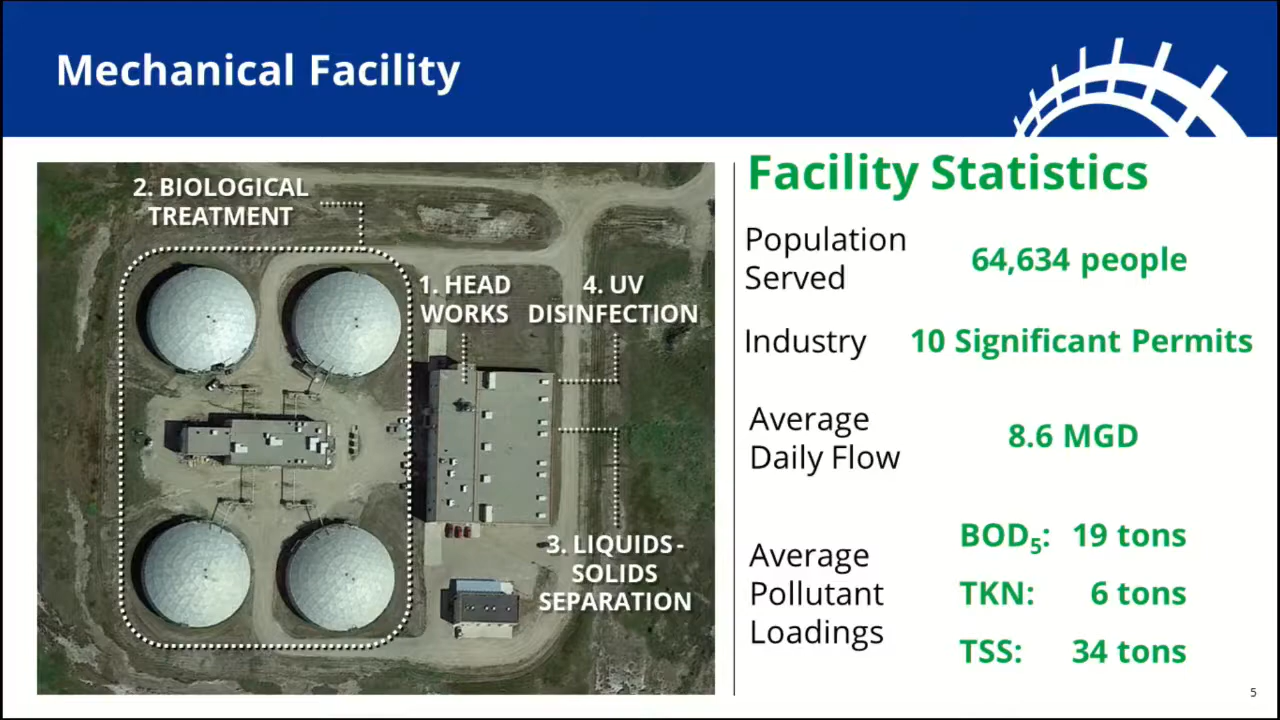 Mechanical Facility
2. BIOLOGICAL
TREATMENT
1. HEAD
WORKS
4. UV
DISINFECTION
3. LIQUIDS-
SOLIDS
SEPARATION
Facility Statistics
Population
Served
64,634 people
Industry
10 Significant Permits
Average
Daily Flow
8.6 MGD
Average
Pollutant
Loadings
BOD₅: 19 tons
TKN: 6 tons
TSS: 34 tons
5